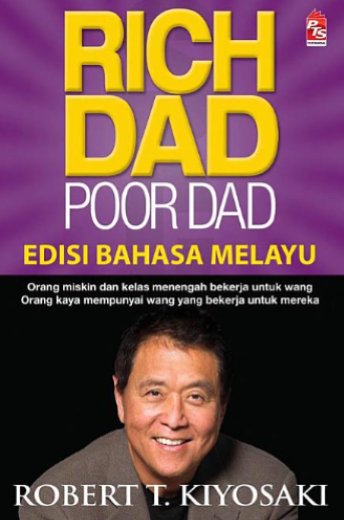 PTS
RICH
DAD
POOR DAD
EDISI BAHASA MELAYU
Orang miskin dan kelas menengah bekerja untuk wang
Orang kaya mempunyai wang yang bekerja untuk mereka
ROBERT T. KIYOSAKI